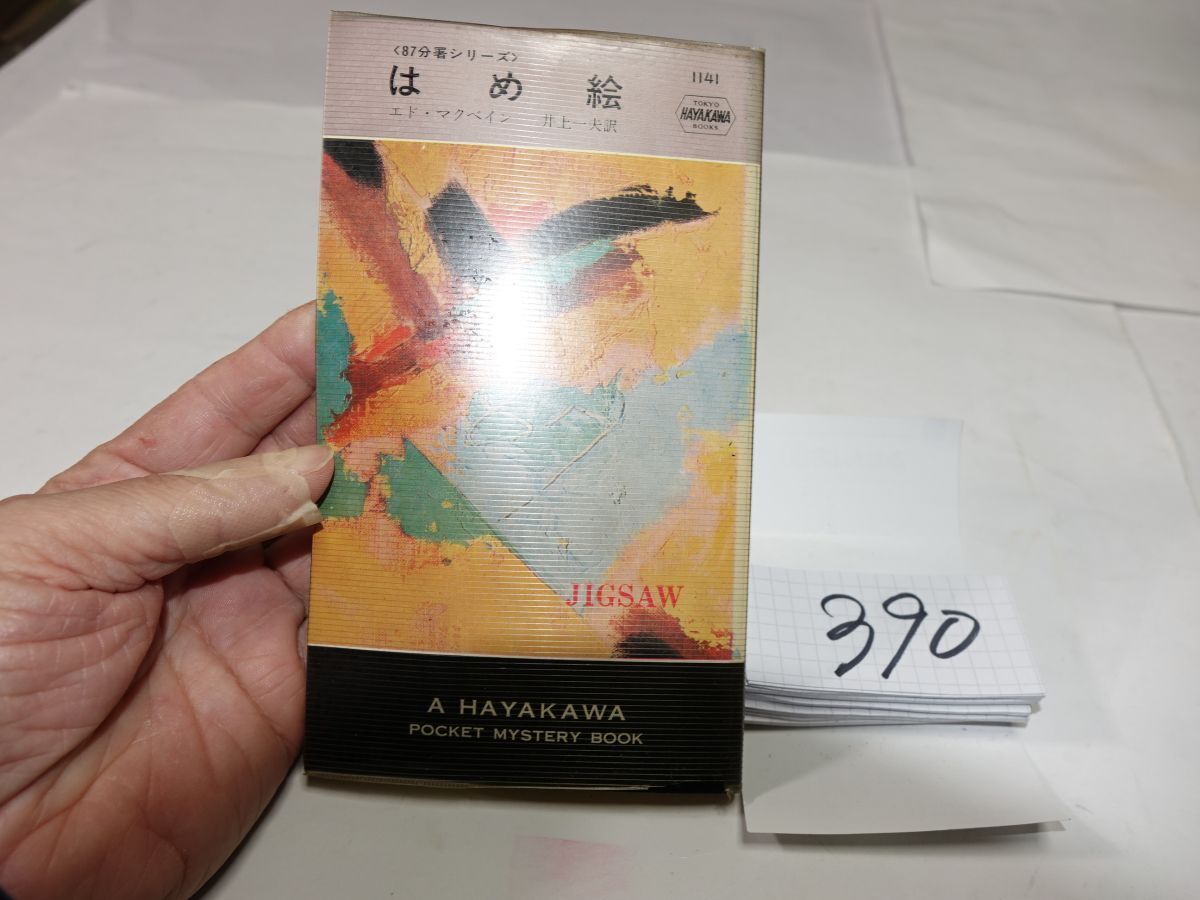 〈87分署シリーズ〉
はめ絵
エド・マクベイン 井上一夫訳
1141
TOKYO
HAYAKAWA
BOOKS
JIGSAW
A HAYAKAWA
POCKET MYSTERY BOOK
390